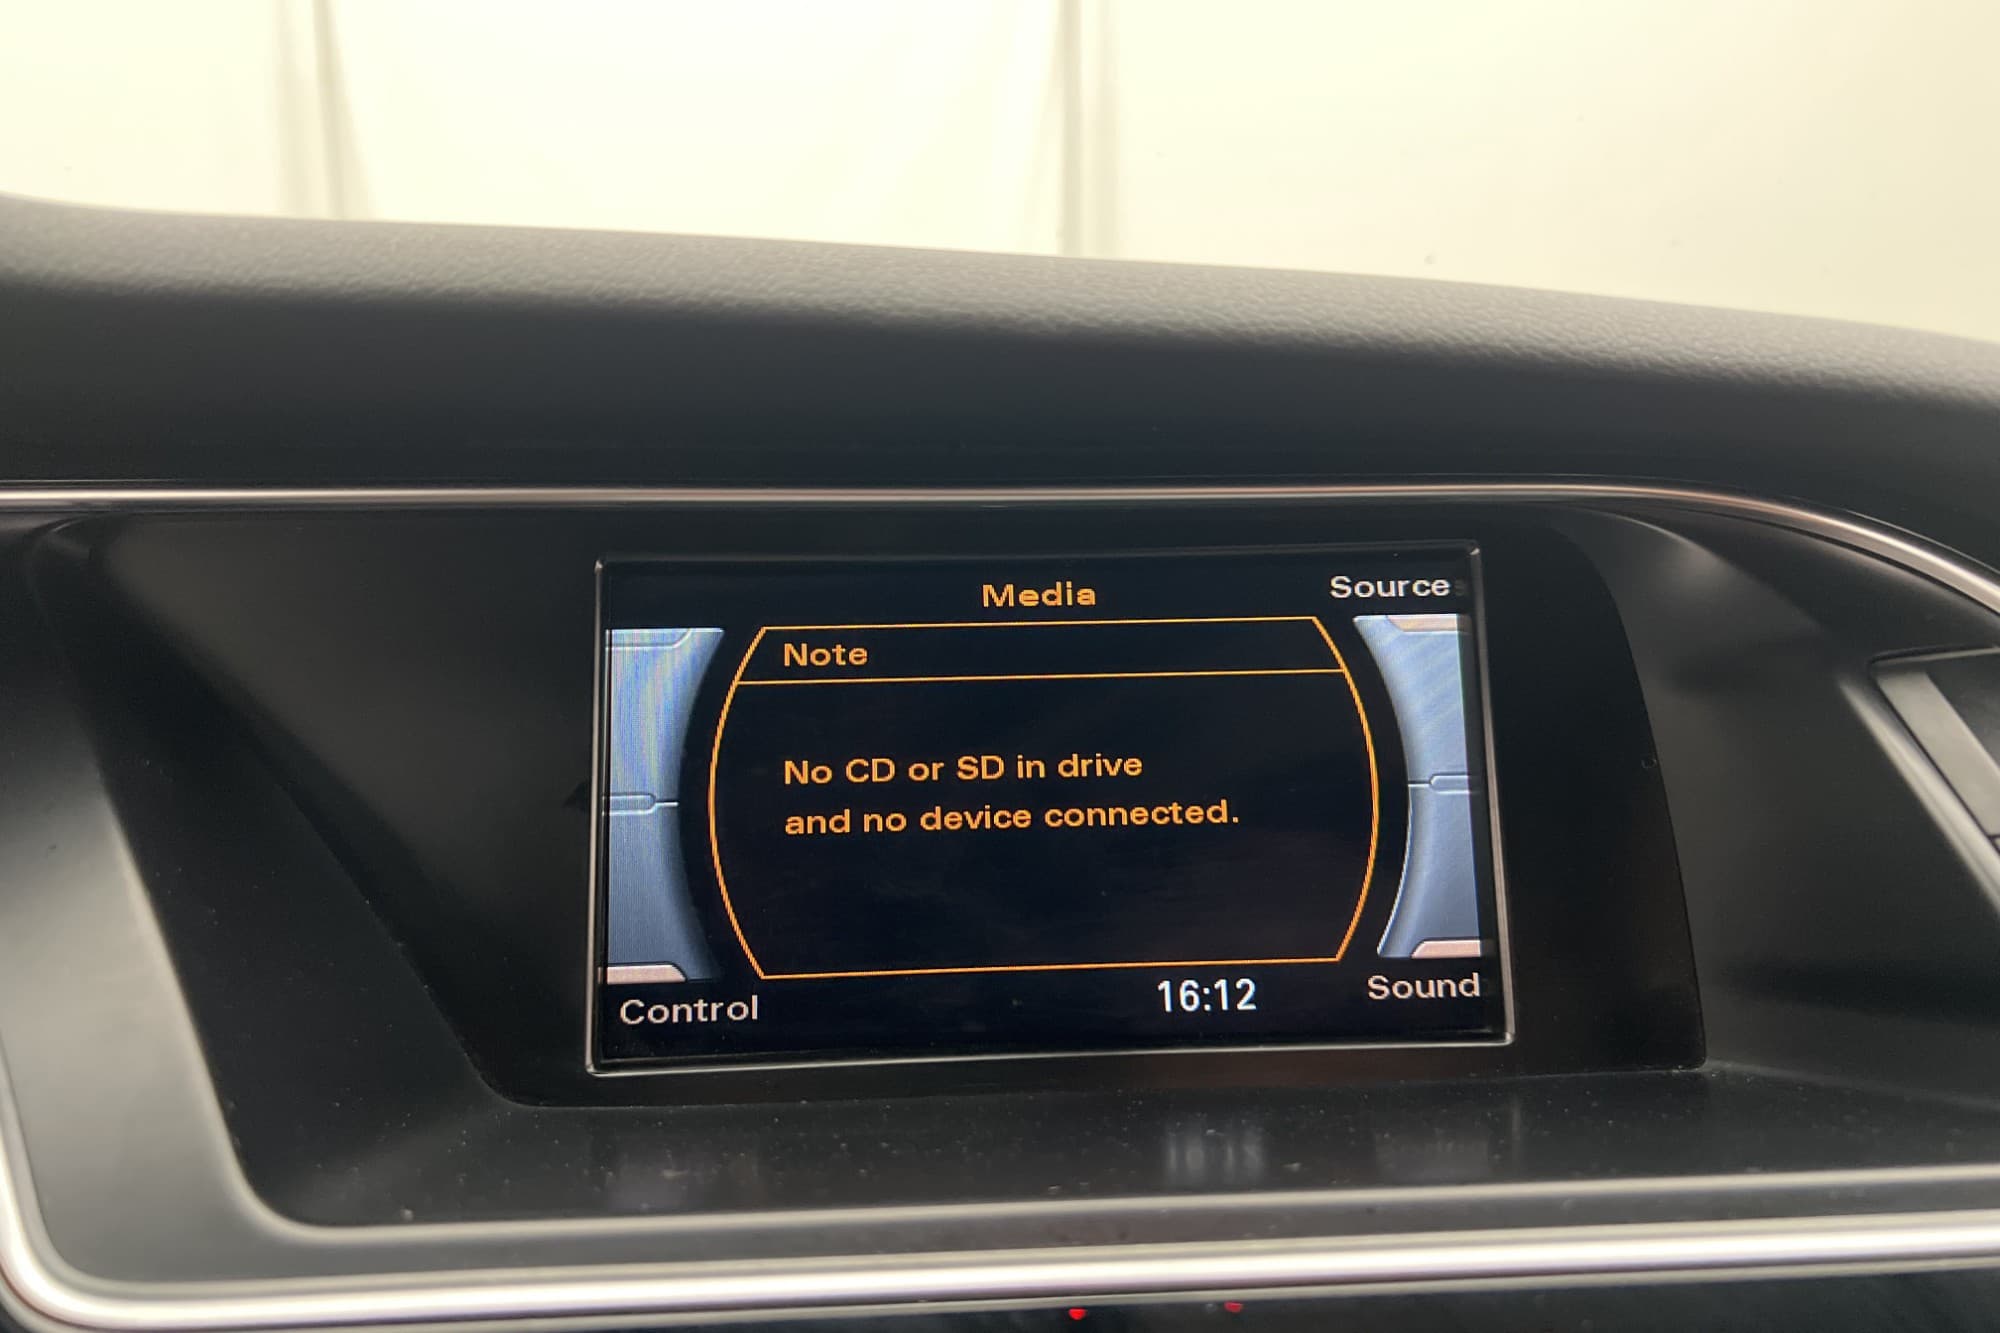 Media
Source
Note
No CD or SD in drive
and no device connected.
Control
16:12
Sound